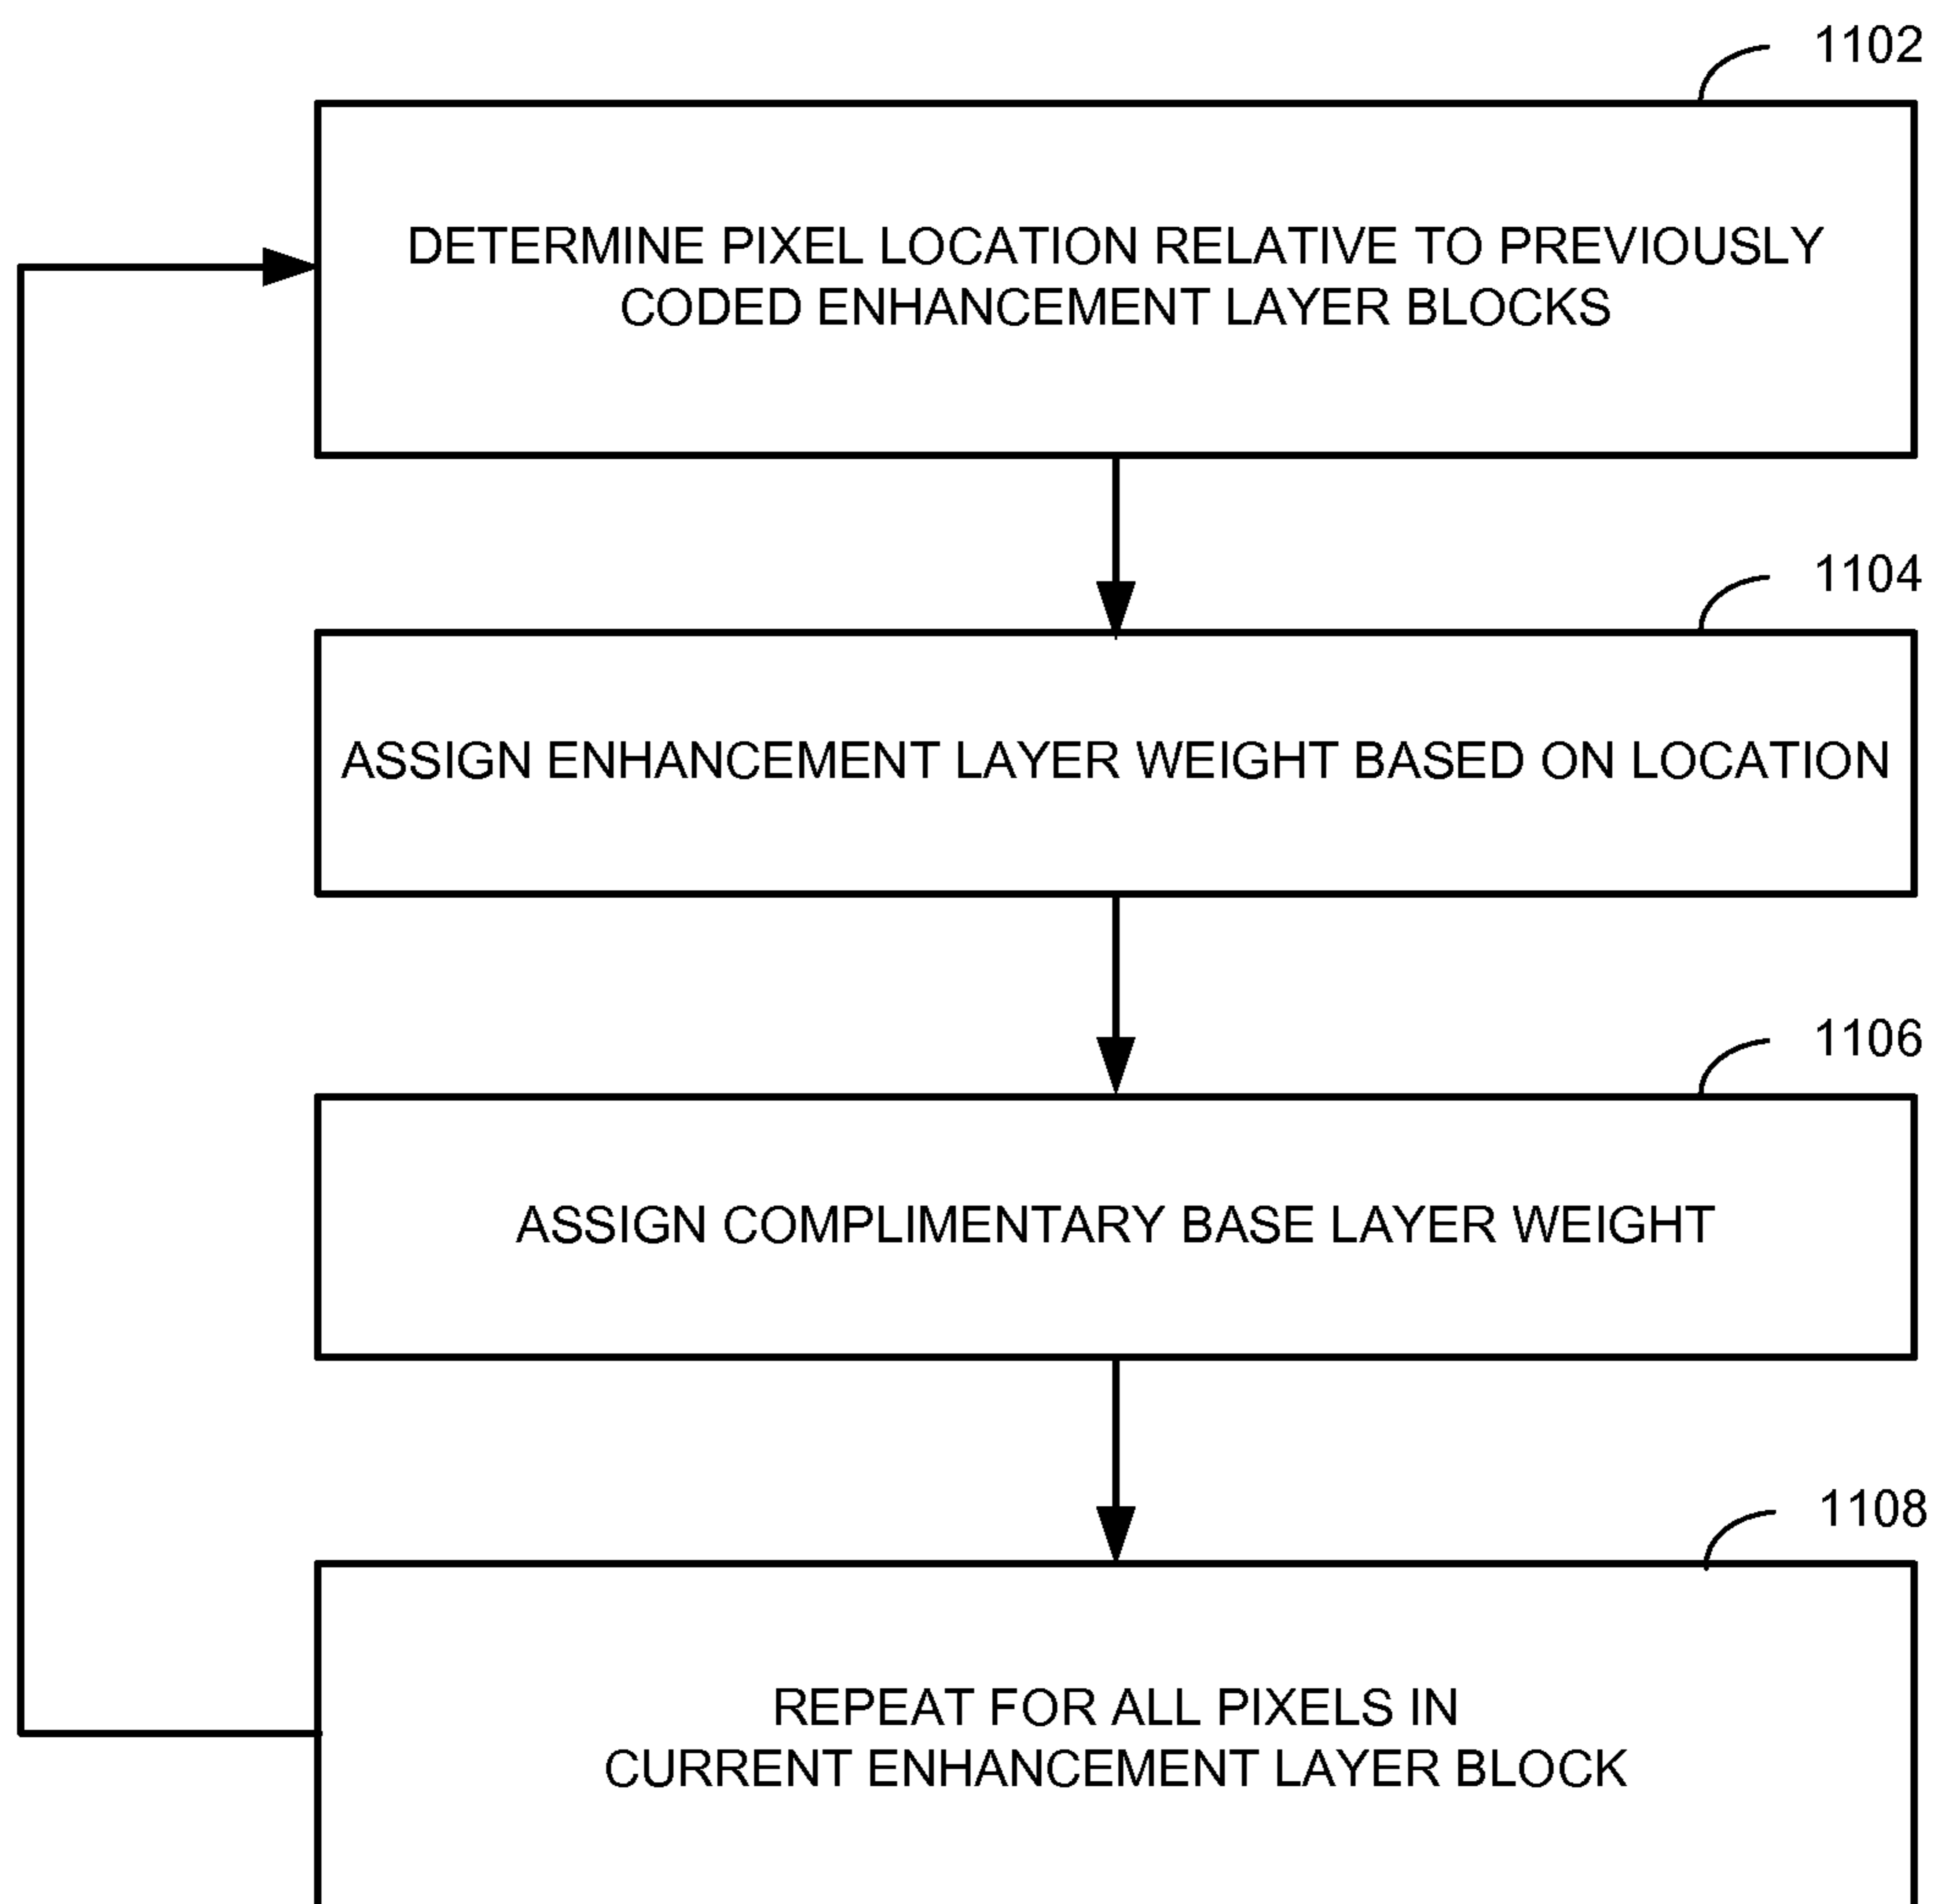 1102
DETERMINE PIXEL LOCATION RELATIVE TO PREVIOUSLY
CODED ENHANCEMENT LAYER BLOCKS
1104
ASSIGN ENHANCEMENT LAYER WEIGHT BASED ON LOCATION
1106
ASSIGN COMPLIMENTARY BASE LAYER WEIGHT
1108
REPEAT FOR ALL PIXELS IN
CURRENT ENHANCEMENT LAYER BLOCK